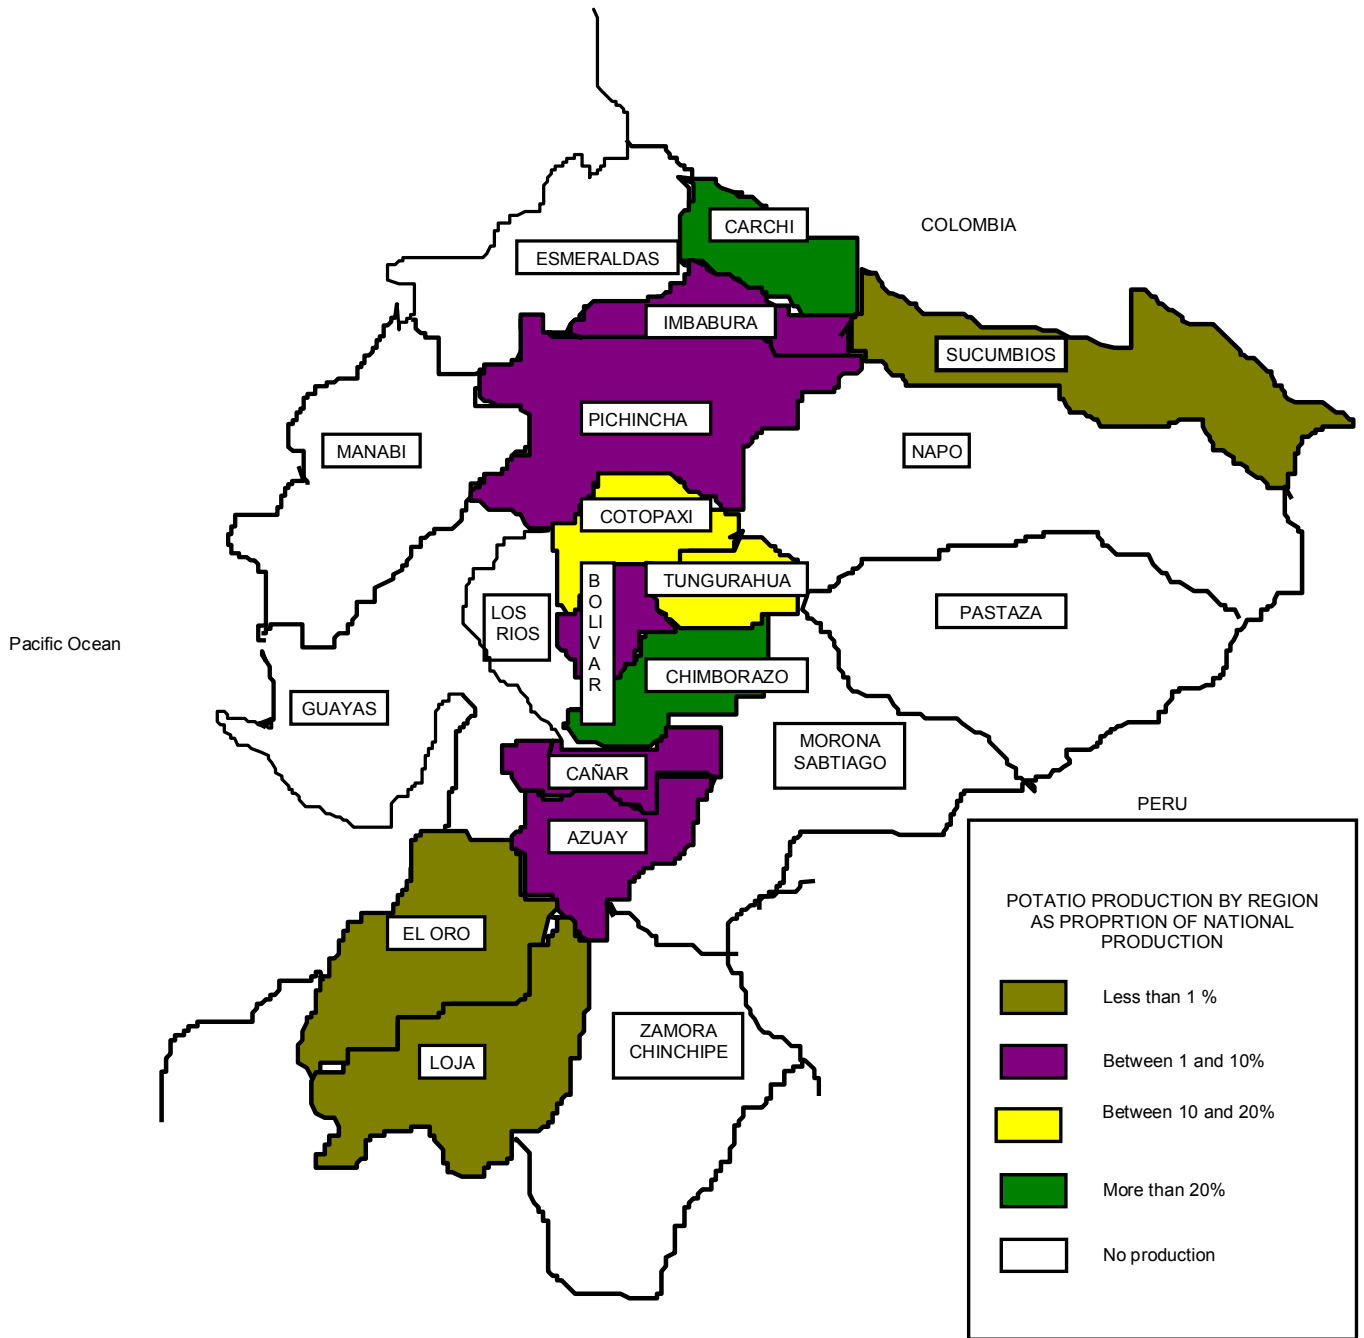 CARCHI
COLOMBIA
ESMERALDAS
IMBABURA
SUCUMBIOS
PICHINCHA
MANABI
NAPO
COTOPAXI
BOLIVAR
TUNGURAHUA
LOS
RIOS
PASTAZA
Pacific Ocean
CHIMBORAZO
GUAYAS
MORONA
SABTIAGO
CAÑAR
PERU
AZUAY
EL ORO
ZAMORA
CHINCHIPE
LOJA
POTATIO PRODUCTION BY REGION
AS PROPRTION OF NATIONAL
PRODUCTION
Less than 1 %
Between 1 and 10%
Between 10 and 20%
More than 20%
No production